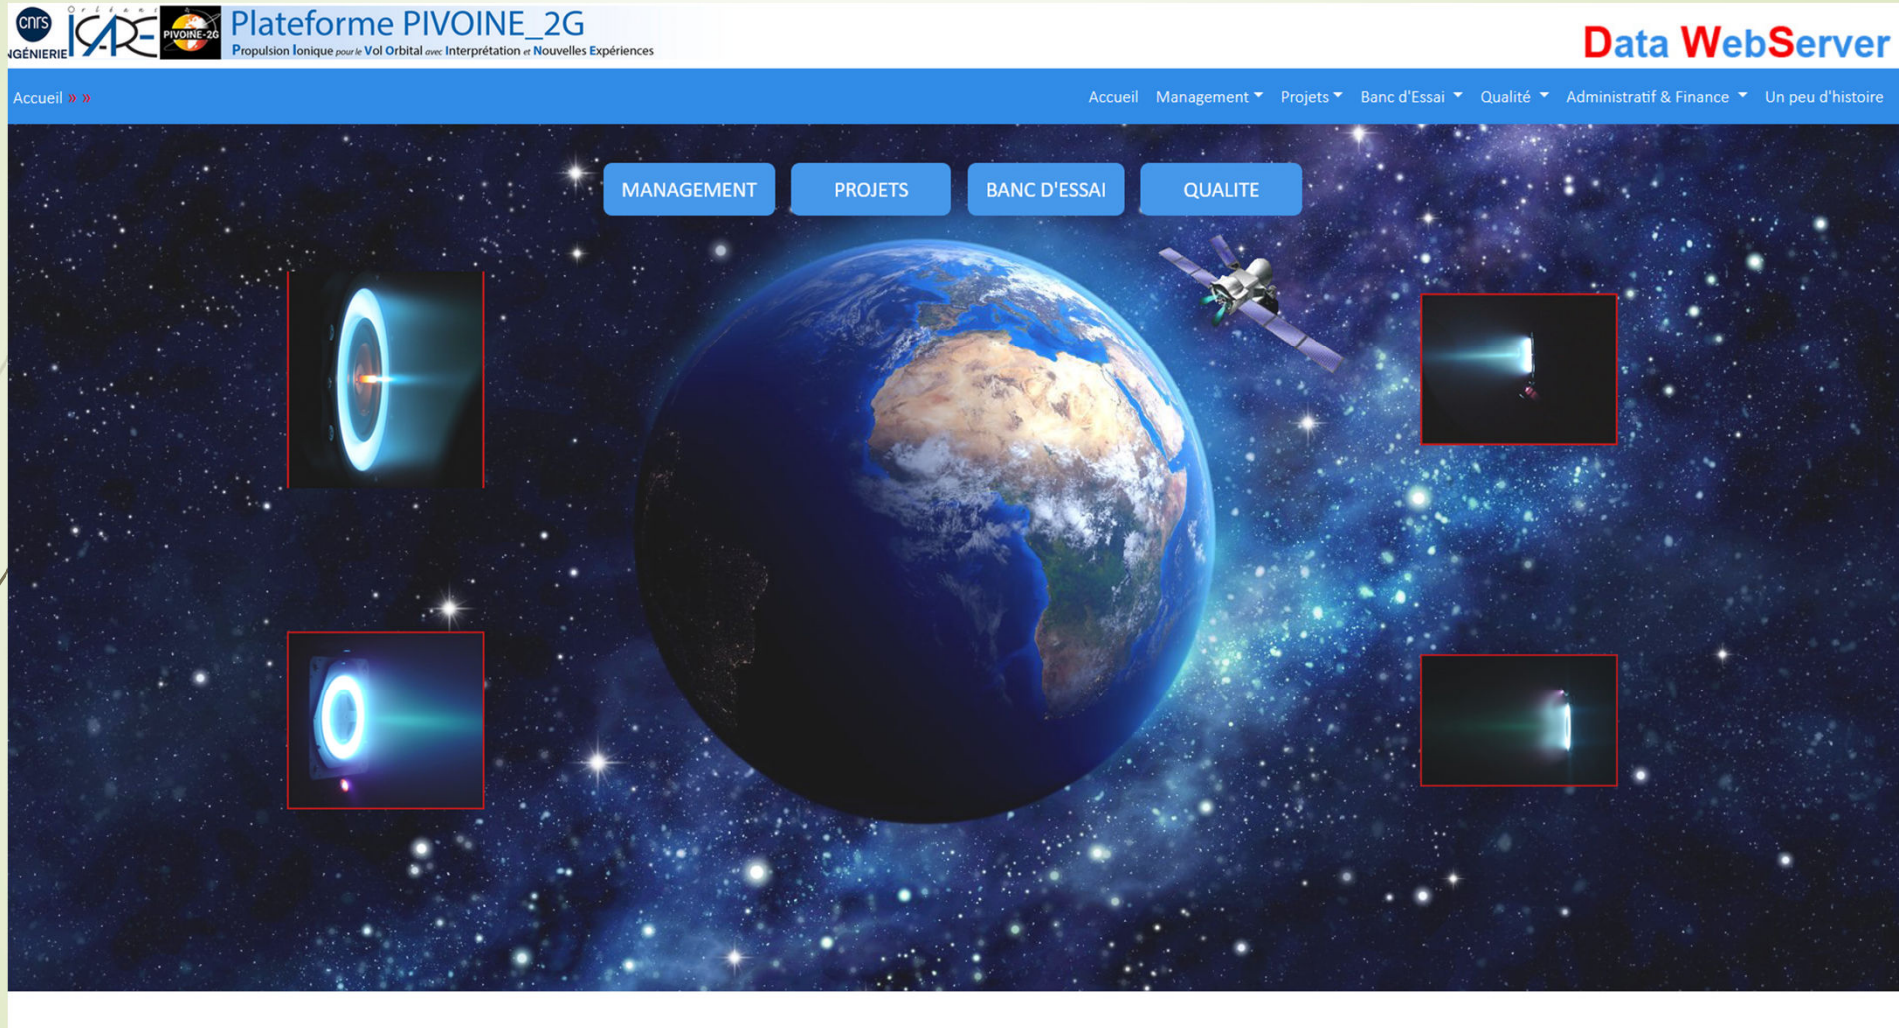 cnrs
INGÉNIERIE
Orléans
ICARE
PIVOINE-2G
Plateforme PIVOINE_2G
Propulsion Ionique pour le Vol Orbital avec Interprétation et Nouvelles Expériences
Data WebServer
Accueil » »
Accueil Management Projets Banc d'Essai Qualité Administratif & Finance Un peu d'histoire
MANAGEMENT PROJETS BANC D'ESSAI QUALITE